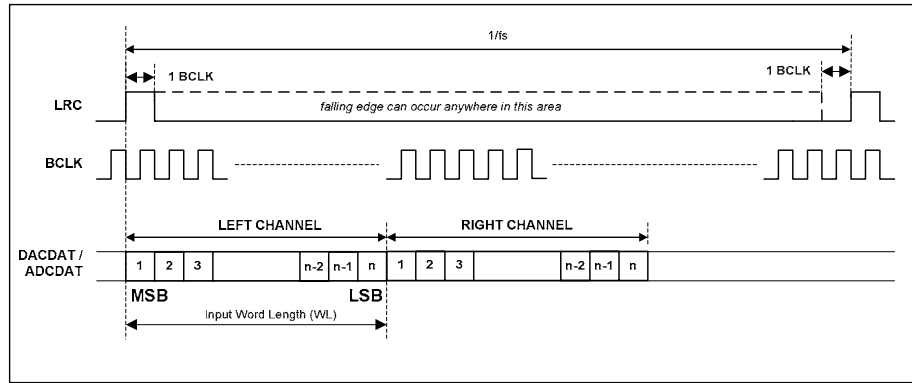 1/fs
1 BCLK
1 BCLK
LRC
falling edge can occur anywhere in this area
BCLK
LEFT CHANNEL
RIGHT CHANNEL
DACDAT /
ADCDAT
1 2 3 n-2 n-1 n 1 2 3 n-2 n-1 n
MSB LSB
Input Word Length (WL)